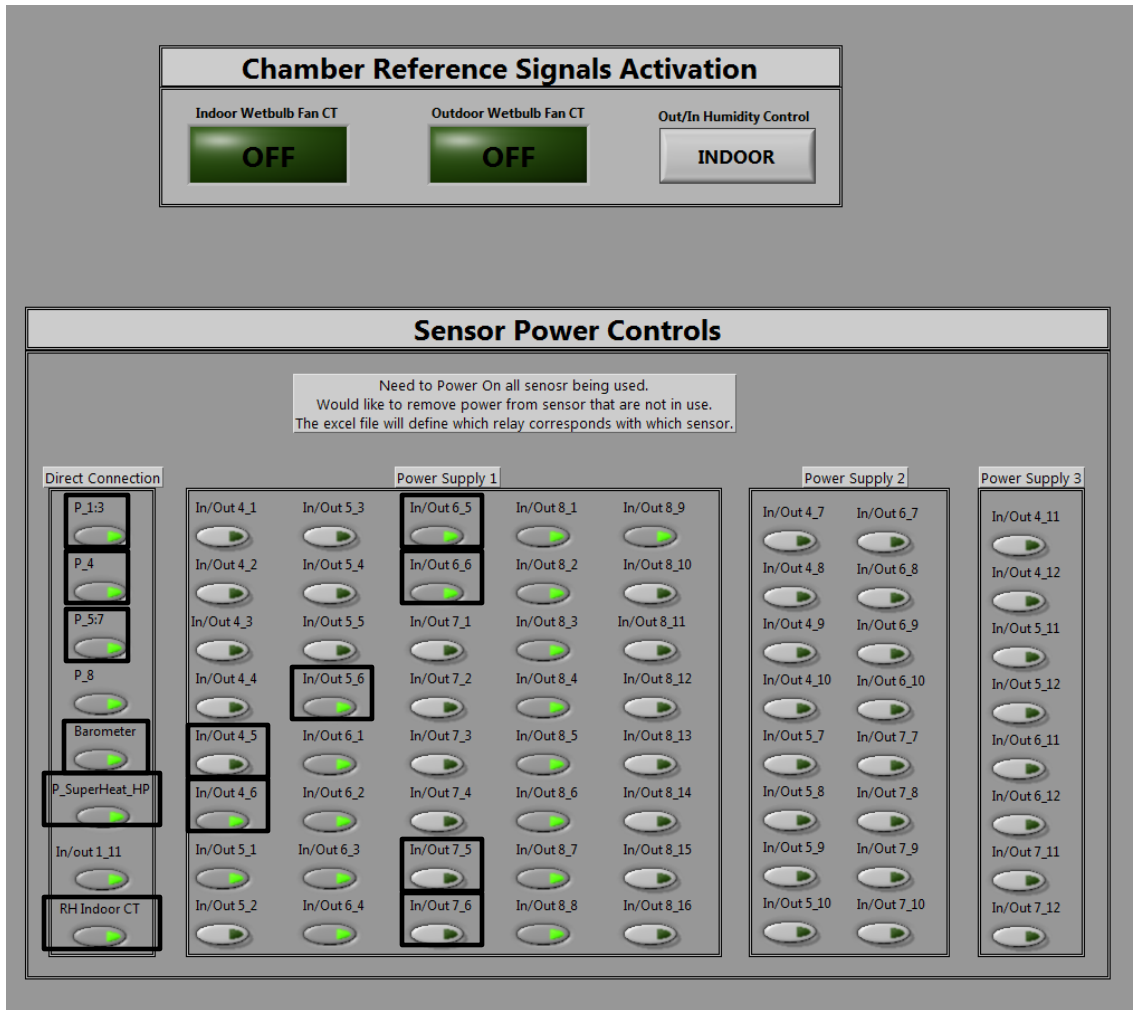 Chamber Reference Signals Activation
Indoor Wetbulb Fan CT
Outdoor Wetbulb Fan CT
Out/In Humidity Control
OFF
OFF
INDOOR
Sensor Power Controls
Need to Power On all senosr being used.
Would like to remove power from sensor that are not in use.
The excel file will define which relay corresponds with which sensor.
Direct Connection
P_1:3
P_4
P_5:7
P_8
Barometer
P_SuperHeat_HP
In/out 1_11
RH Indoor CT
Power Supply 1
In/Out 4_1
In/Out 4_2
In/Out 4_3
In/Out 4_4
In/Out 4_5
In/Out 4_6
In/Out 5_1
In/Out 5_2
In/Out 5_3
In/Out 5_4
In/Out 5_5
In/Out 5_6
In/Out 6_1
In/Out 6_2
In/Out 6_3
In/Out 6_4
In/Out 6_5
In/Out 6_6
In/Out 7_1
In/Out 7_2
In/Out 7_3
In/Out 7_4
In/Out 7_5
In/Out 7_6
In/Out 8_1
In/Out 8_2
In/Out 8_3
In/Out 8_4
In/Out 8_5
In/Out 8_6
In/Out 8_7
In/Out 8_8
In/Out 8_9
In/Out 8_10
In/Out 8_11
In/Out 8_12
In/Out 8_13
In/Out 8_14
In/Out 8_15
In/Out 8_16
Power Supply 2
In/Out 4_7
In/Out 4_8
In/Out 4_9
In/Out 4_10
In/Out 5_7
In/Out 5_8
In/Out 5_9
In/Out 5_10
In/Out 6_7
In/Out 6_8
In/Out 6_9
In/Out 6_10
In/Out 7_7
In/Out 7_8
In/Out 7_9
In/Out 7_10
Power Supply 3
In/Out 4_11
In/Out 4_12
In/Out 5_11
In/Out 5_12
In/Out 6_11
In/Out 6_12
In/Out 7_11
In/Out 7_12